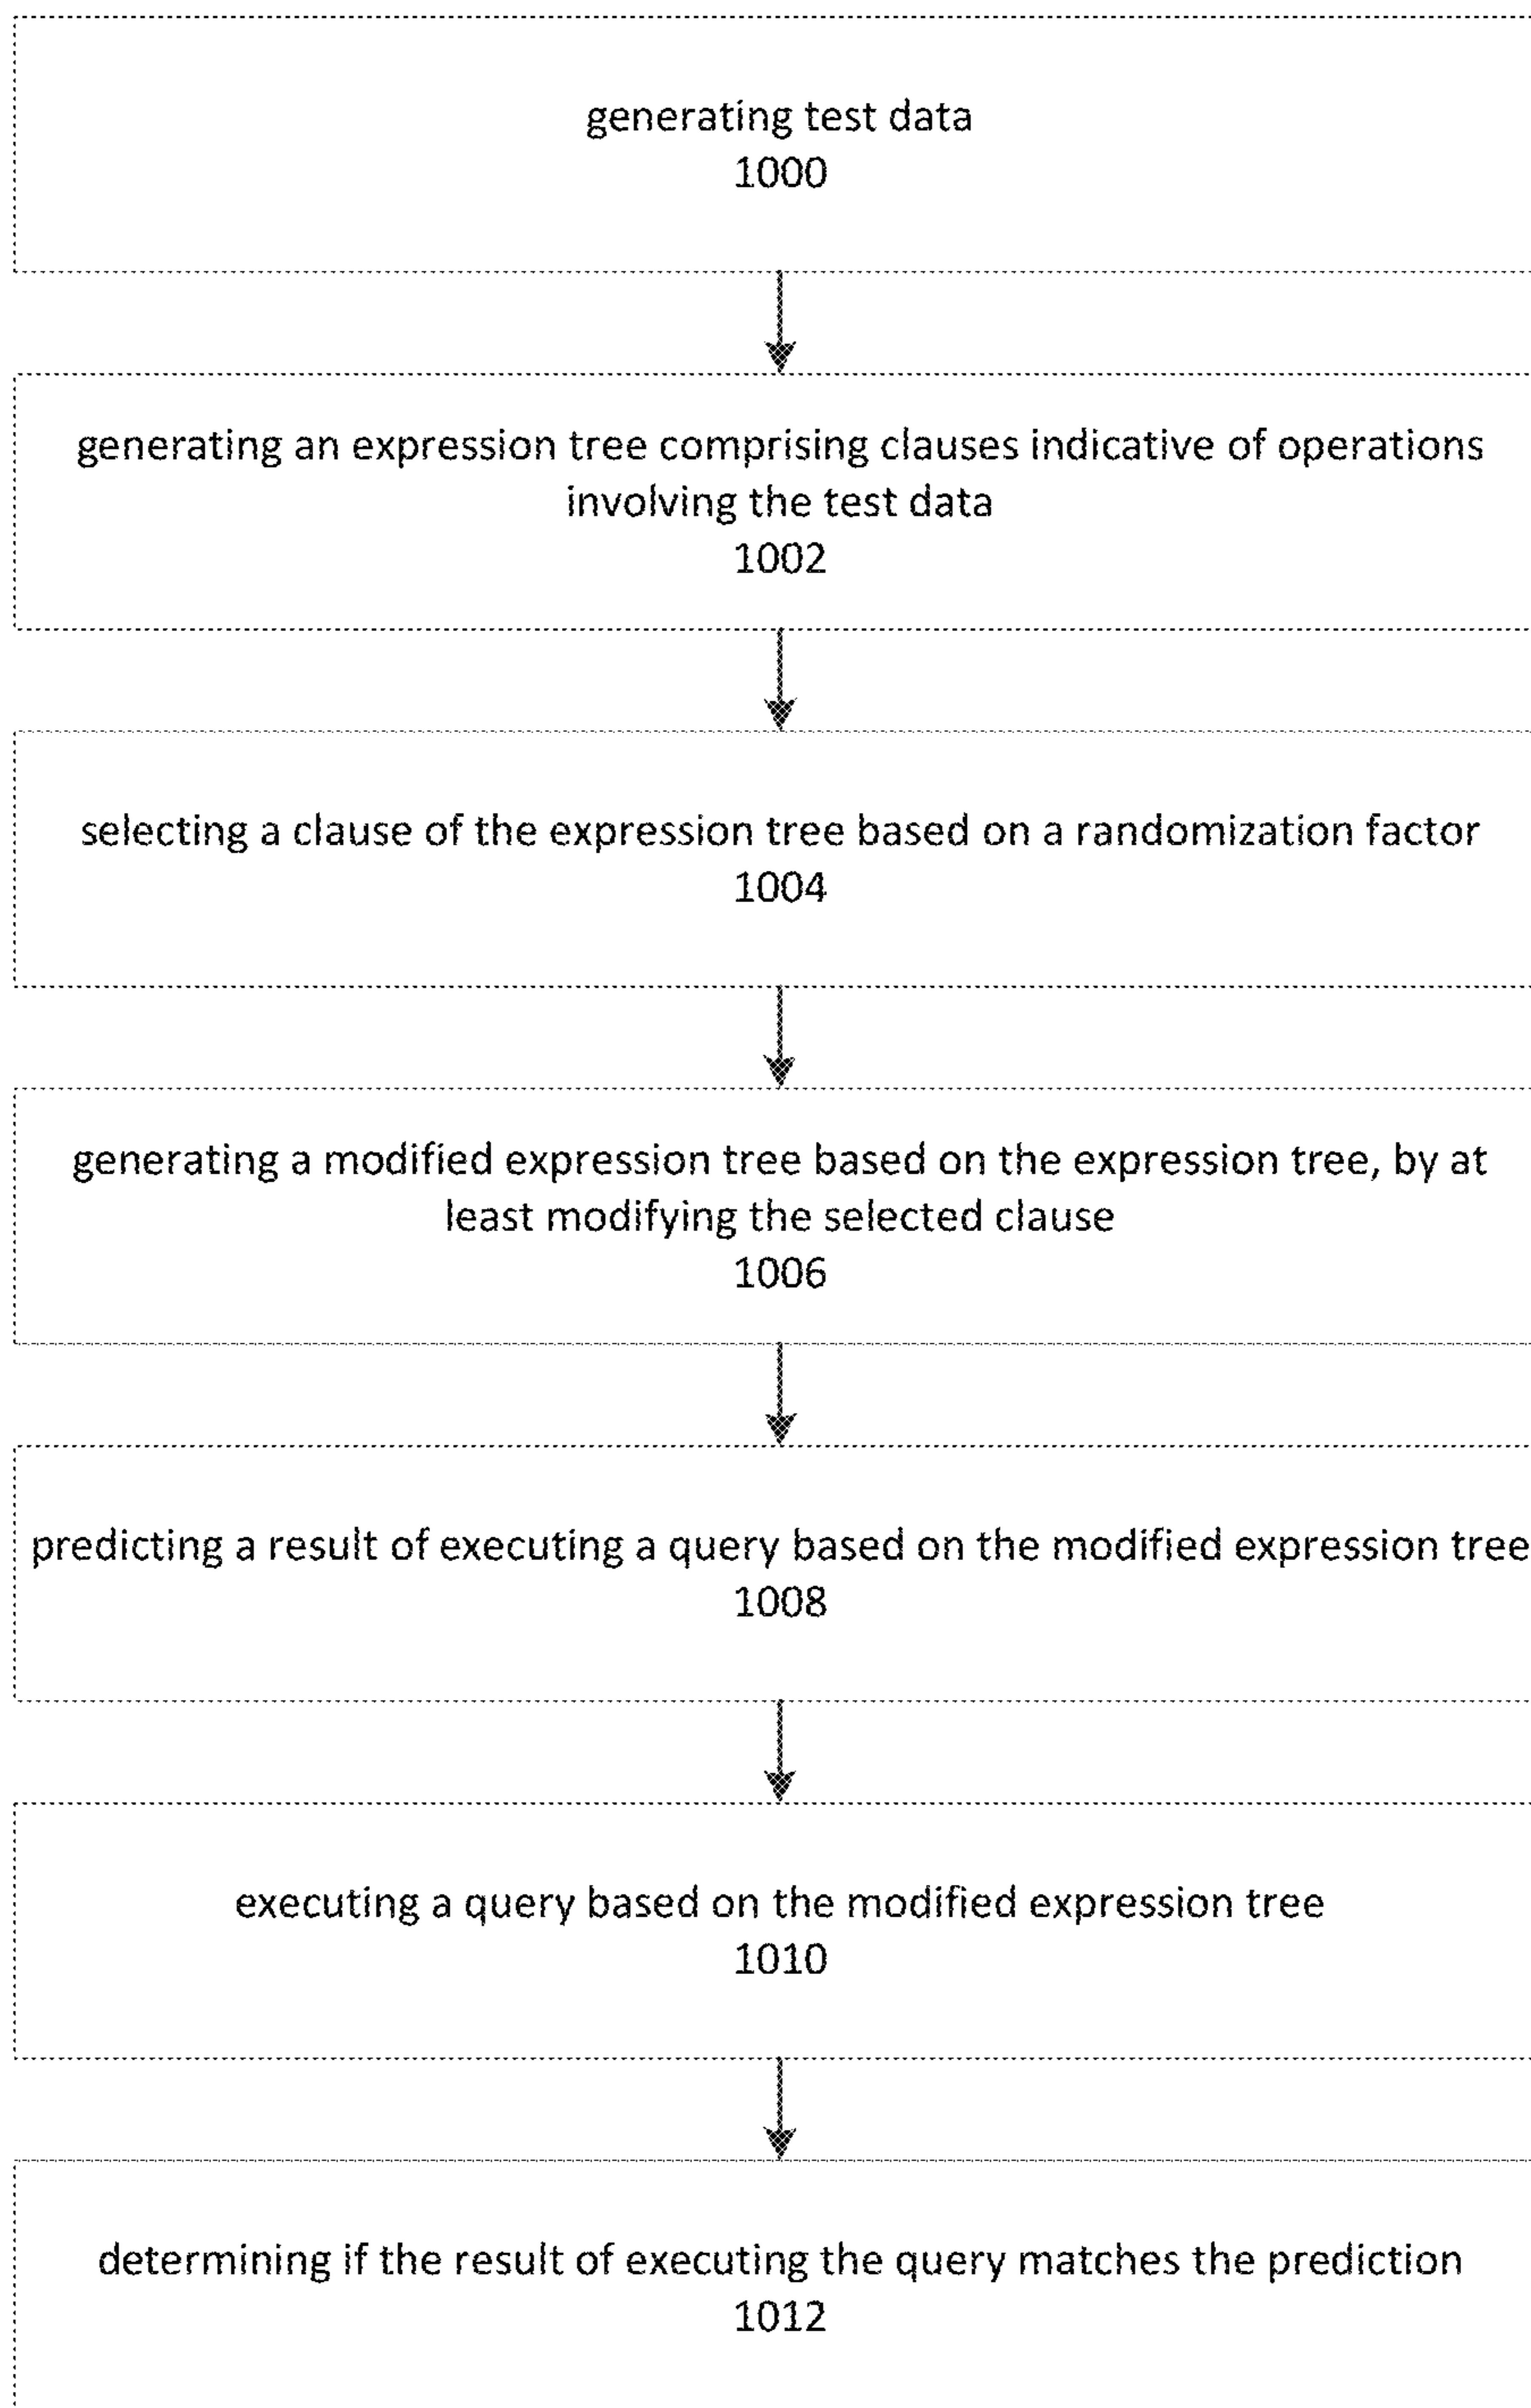 generating test data
1000
generating an expression tree comprising clauses indicative of operations
involving the test data
1002
selecting a clause of the expression tree based on a randomization factor
1004
generating a modified expression tree based on the expression tree, by at
least modifying the selected clause
1006
predicting a result of executing a query based on the modified expression tree
1008
executing a query based on the modified expression tree
1010
determining if the result of executing the query matches the prediction
1012